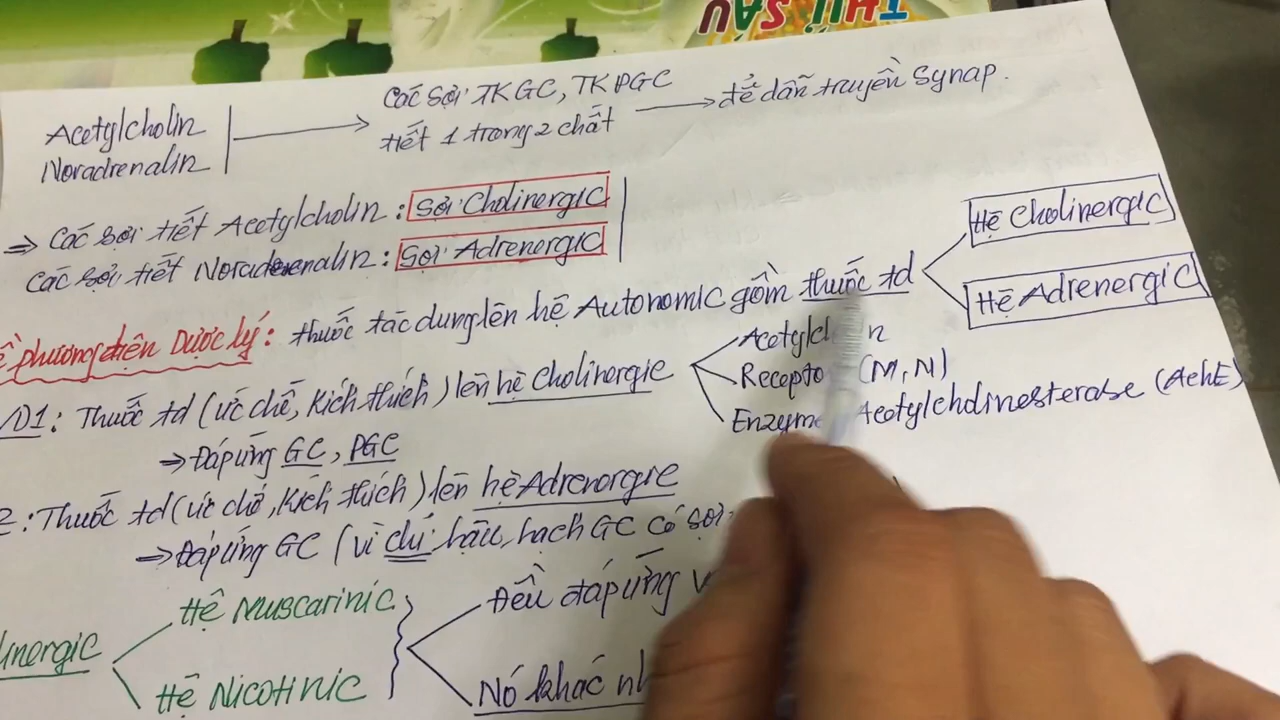 THỨ SÁU
Các sợi TKGC, TKPGC
tiết 1 trong 2 chất
để dẫn truyền Synap.
Acetylcholin
Noradrenalin
=> Các sợi tiết Acetylcholin : Sợi Cholinergic
Các sợi tiết Noradrenalin : Sợi Adrenergic
phương diện Dược lý : thuốc tác dụng lên hệ Autonomic gồm thuốc td
Hệ Cholinergic
Hệ Adrenergic
VD1 : Thuốc td (ức chế, Kích thích) lên hệ Cholinergic
Receptor (M, N)
Enzyme Acetylcholinesterase (AchE)
=> Đáp ứng GC, PGC
2 : Thuốc td (ức chế, Kích thích) lên hệ Adrenergic
=> Đáp ứng GC (vì chỉ hậu hạch GC có sợi
Hệ Muscarinic
Hệ Nicotinic
Đều đáp ứng
Nó khác